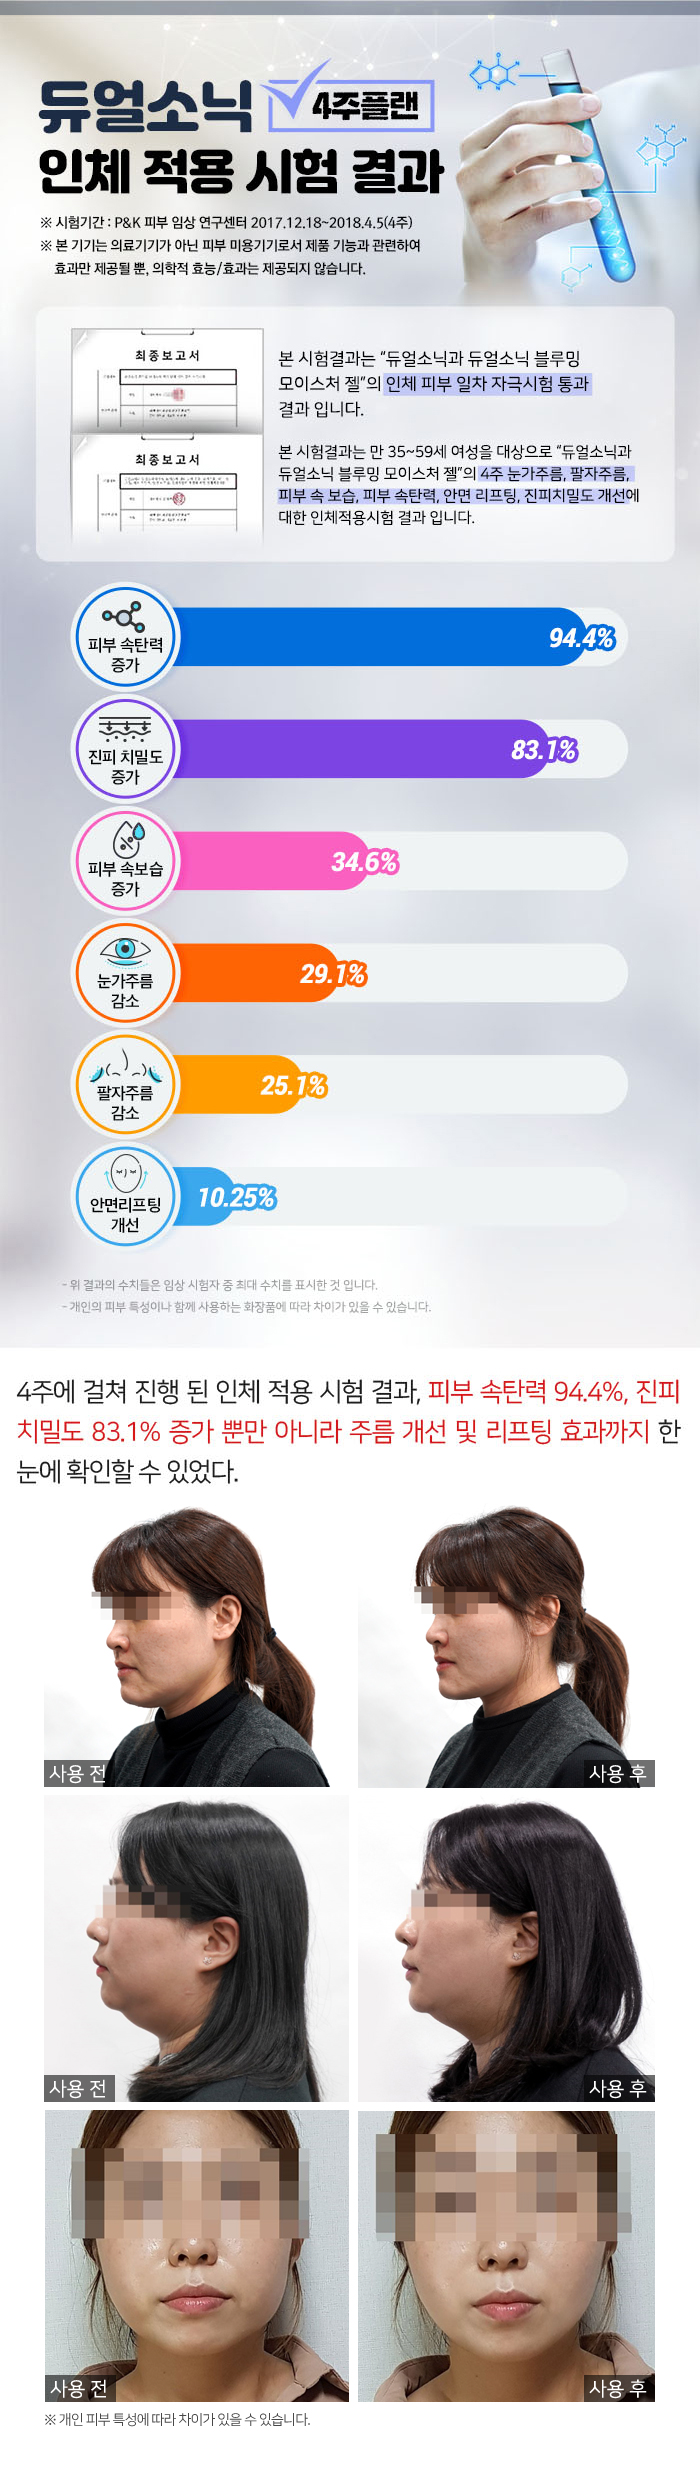 듀얼소닉 4주플랜
인체 적용 시험 결과
※ 시험기간 : P&K 피부 임상 연구센터 2017.12.18~2018.4.5(4주)
※ 본 기기는 의료기기가 아닌 피부 미용기기로서 제품 기능과 관련하여
효과만 제공될 뿐, 의학적 효능/효과는 제공되지 않습니다.
최종보고서
최종보고서
본 시험결과는 “듀얼소닉과 듀얼소닉 블루밍
모이스처 젤”의 인체 피부 일차 자극시험 통과
결과 입니다.
본 시험결과는 만 35~59세 여성을 대상으로 “듀얼소닉과
듀얼소닉 블루밍 모이스처 젤”의 4주 눈가주름, 팔자주름,
피부 속 보습, 피부 속탄력, 안면 리프팅, 진피치밀도 개선에
대한 인체적용시험 결과 입니다.
피부 속탄력
증가
94.4%
진피 치밀도
증가
83.1%
피부 속보습
증가
34.6%
눈가주름
감소
29.1%
팔자주름
감소
25.1%
안면리프팅
개선
10.25%
- 위 결과의 수치들은 임상 시험자 중 최대 수치를 표시한 것 입니다.
- 개인의 피부 특성이나 함께 사용하는 화장품에 따라 차이가 있을 수 있습니다.
4주에 걸쳐 진행 된 인체 적용 시험 결과, 피부 속탄력 94.4%, 진피
치밀도 83.1% 증가 뿐만 아니라 주름 개선 및 리프팅 효과까지 한
눈에 확인할 수 있었다.
사용 전
사용 후
사용 전
사용 후
사용 전
사용 후
※ 개인 피부 특성에 따라 차이가 있을 수 있습니다.